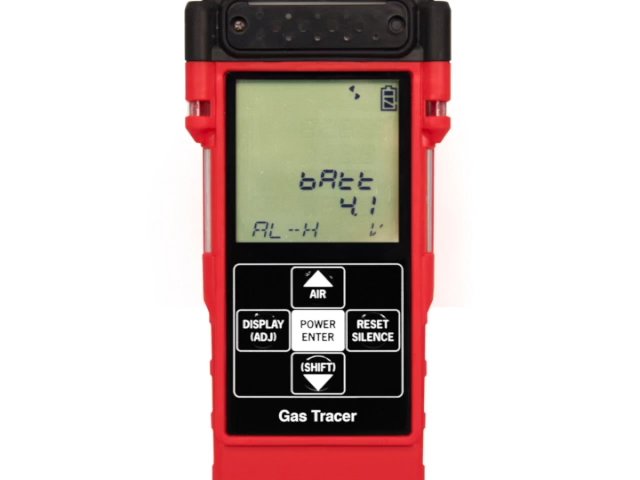 bAtt
4.1
AL--H V
AIR
DISPLAY
(ADJ)
POWER
ENTER
RESET
SILENCE
(SHIFT)
Gas Tracer